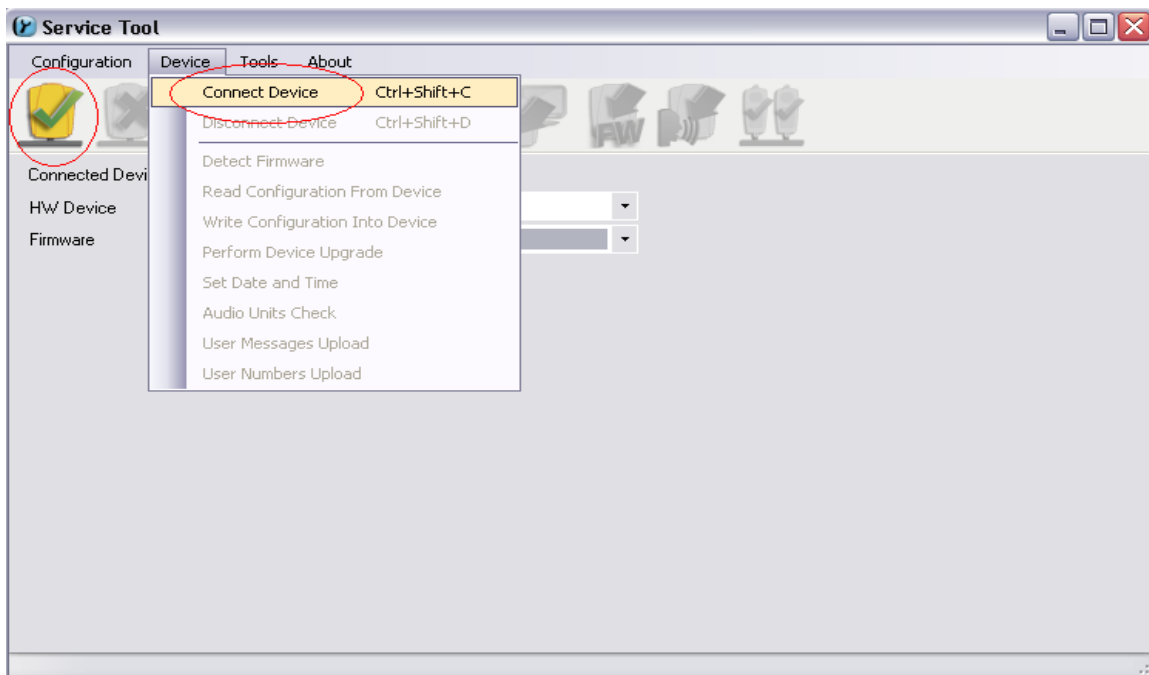 Service Tool
Configuration Device Tools About
Connect Device Ctrl+Shift+C
Disconnect Device Ctrl+Shift+D
FW
Detect Firmware
Connected Devi
Read Configuration From Device
HW Device
Write Configuration Into Device
Firmware
Perform Device Upgrade
Set Date and Time
Audio Units Check
User Messages Upload
User Numbers Upload